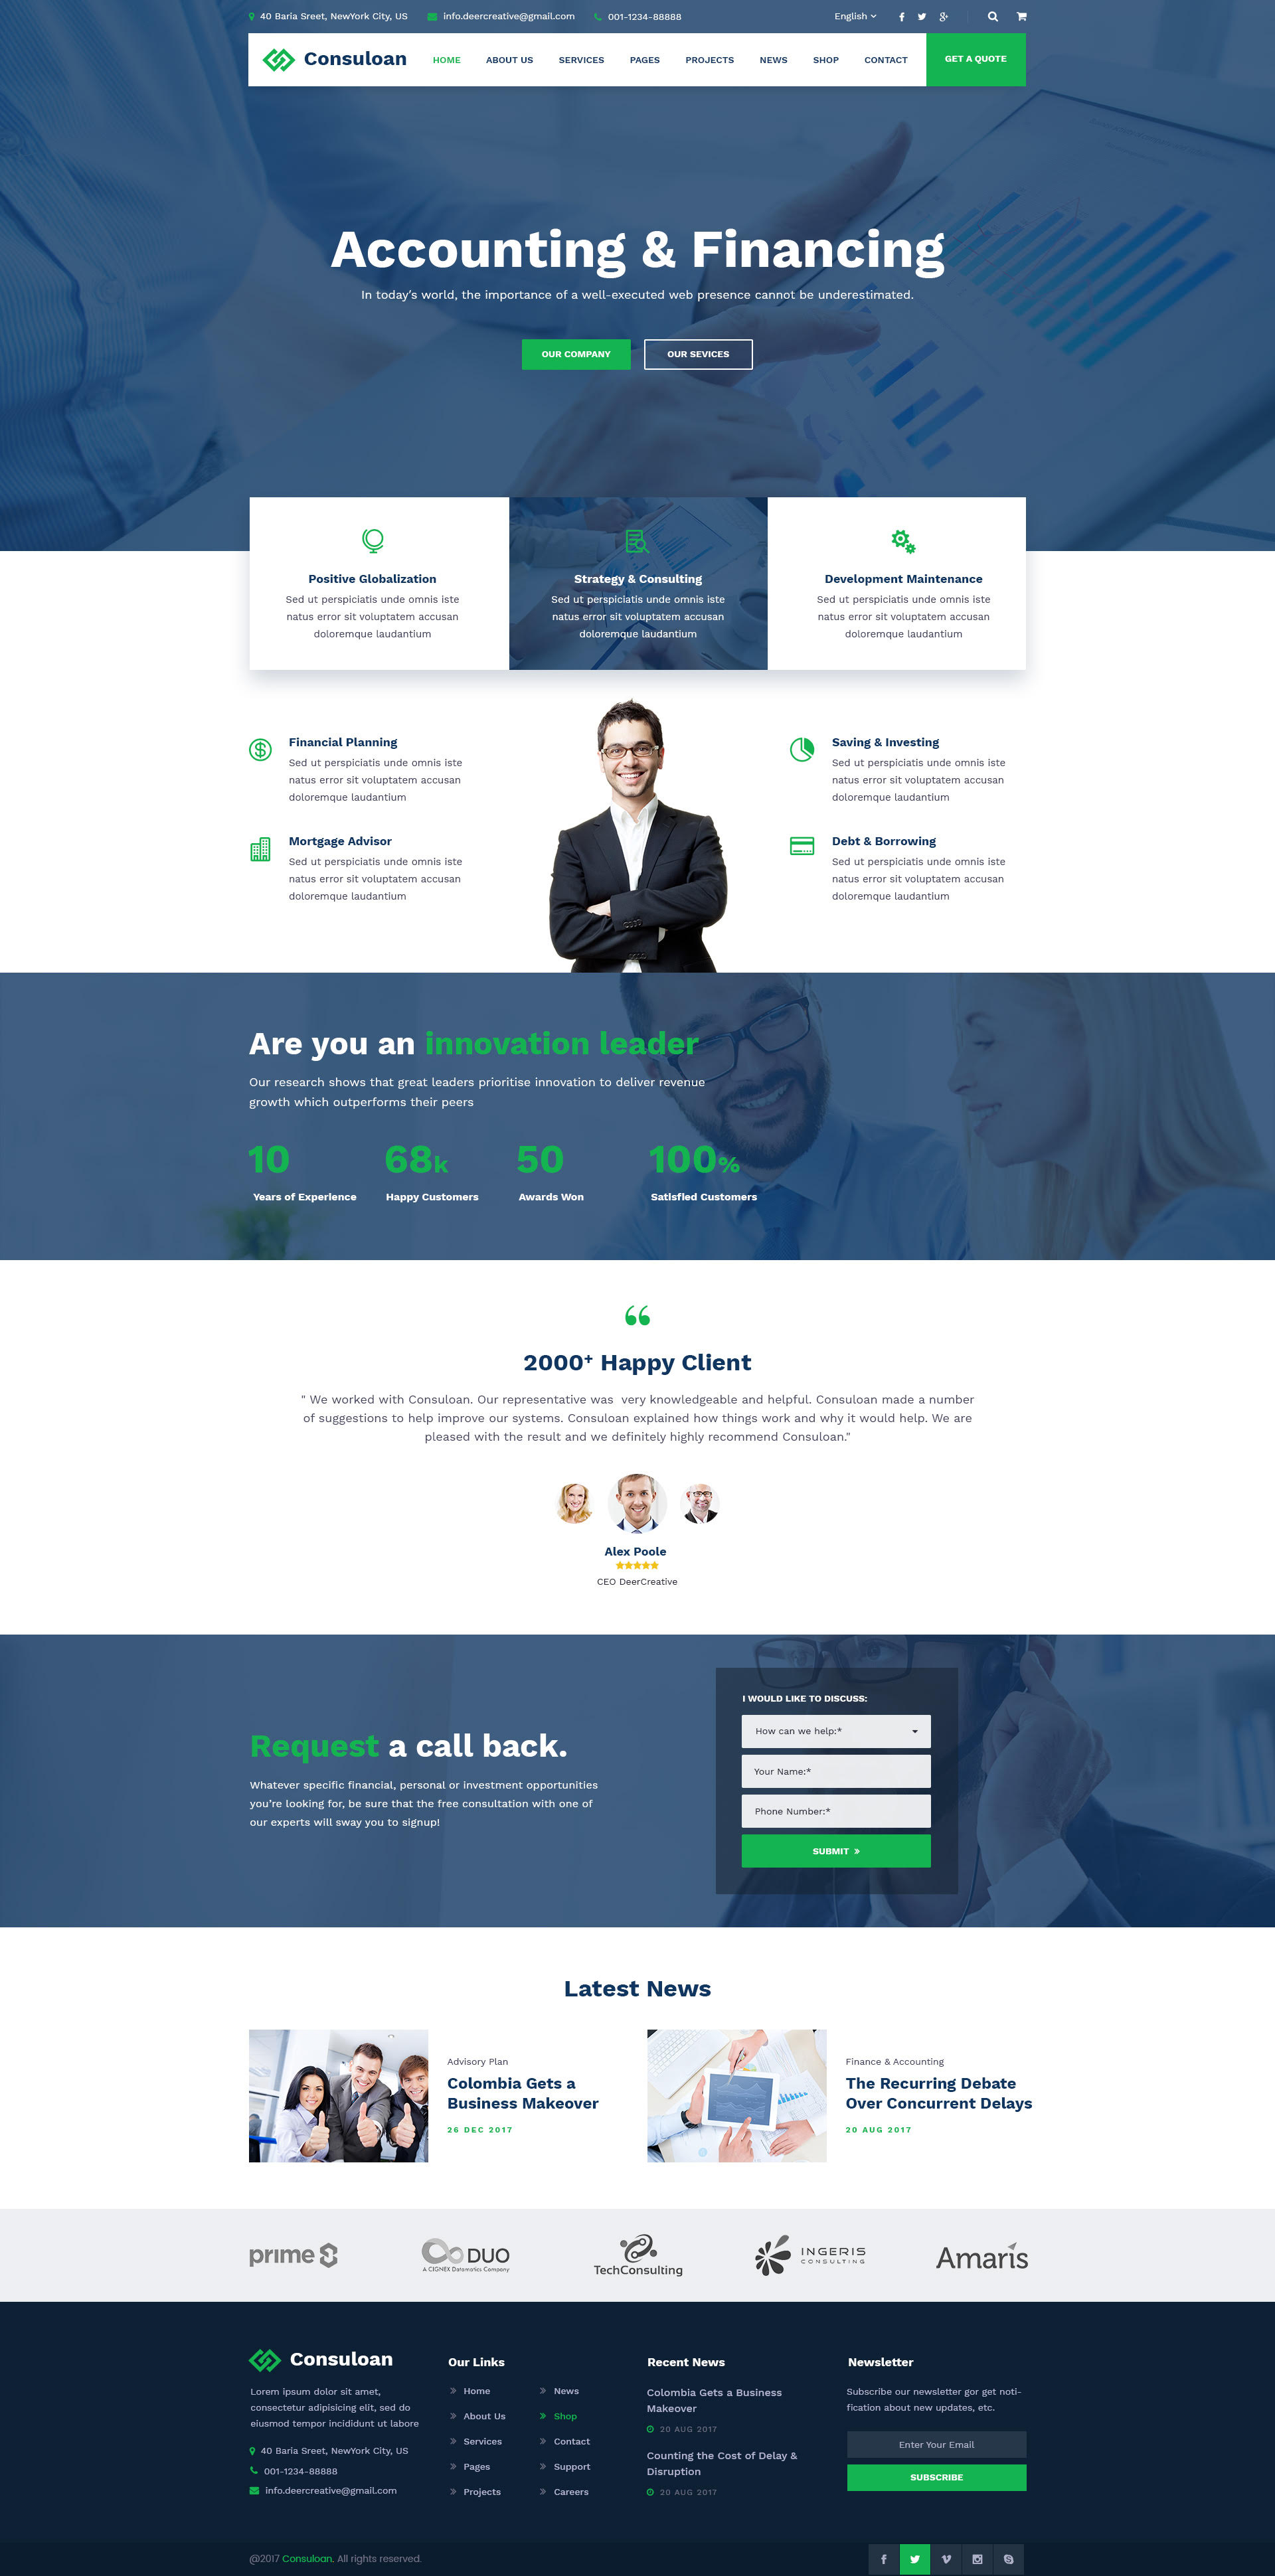 40 Baria Sreet, NewYork City, US
info.deercreative@gmail.com
001-1234-88888
English
Consuloan
HOME
ABOUT US
SERVICES
PAGES
PROJECTS
NEWS
SHOP
CONTACT
GET A QUOTE
Accounting & Financing
In today's world, the importance of a well-executed web presence cannot be underestimated.
OUR COMPANY
OUR SEVICES
Positive Globalization
Sed ut perspiciatis unde omnis iste
natus error sit voluptatem accusan
doloremque laudantium
Strategy & Consulting
Sed ut perspiciatis unde omnis iste
natus error sit voluptatem accusan
doloremque laudantium
Development Maintenance
Sed ut perspiciatis unde omnis iste
natus error sit voluptatem accusan
doloremque laudantium
Financial Planning
Sed ut perspiciatis unde omnis iste
natus error sit voluptatem accusan
doloremque laudantium
Mortgage Advisor
Sed ut perspiciatis unde omnis iste
natus error sit voluptatem accusan
doloremque laudantium
Saving & Investing
Sed ut perspiciatis unde omnis iste
natus error sit voluptatem accusan
doloremque laudantium
Debt & Borrowing
Sed ut perspiciatis unde omnis iste
natus error sit voluptatem accusan
doloremque laudantium
Are you an innovation leader
Our research shows that great leaders prioritise innovation to deliver revenue
growth which outperforms their peers
10
Years of Experience
68k
Happy Customers
50
Awards Won
100%
Satisfied Customers
2000+ Happy Client
" We worked with Consuloan. Our representative was very knowledgeable and helpful. Consuloan made a number
of suggestions to help improve our systems. Consuloan explained how things work and why it would help. We are
pleased with the result and we definitely highly recommend Consuloan."
Alex Poole
CEO DeerCreative
Request a call back.
Whatever specific financial, personal or investment opportunities
you're looking for, be sure that the free consultation with one of
our experts will sway you to signup!
I WOULD LIKE TO DISCUSS:
How can we help:*
Your Name:*
Phone Number:*
SUBMIT »
Latest News
Advisory Plan
Colombia Gets a
Business Makeover
26 DEC 2017
Finance & Accounting
The Recurring Debate
Over Concurrent Delays
20 AUG 2017
prime
DUO
A CIGNEX Datamatics Company
TechConsulting
INGERIS
CONSULTING
Amaris
Consuloan
Lorem ipsum dolor sit amet,
consectetur adipisicing elit, sed do
eiusmod tempor incididunt ut labore
40 Baria Sreet, NewYork City, US
001-1234-88888
info.deercreative@gmail.com
Our Links
» Home
» About Us
» Services
» Pages
» Projects
» News
» Shop
» Contact
» Support
» Careers
Recent News
Colombia Gets a Business
Makeover
20 AUG 2017
Counting the Cost of Delay &
Disruption
20 AUG 2017
Newsletter
Subscribe our newsletter gor get noti-
fication about new updates, etc.
Enter Your Email
SUBSCRIBE
@2017 Consuloan. All rights reserved.